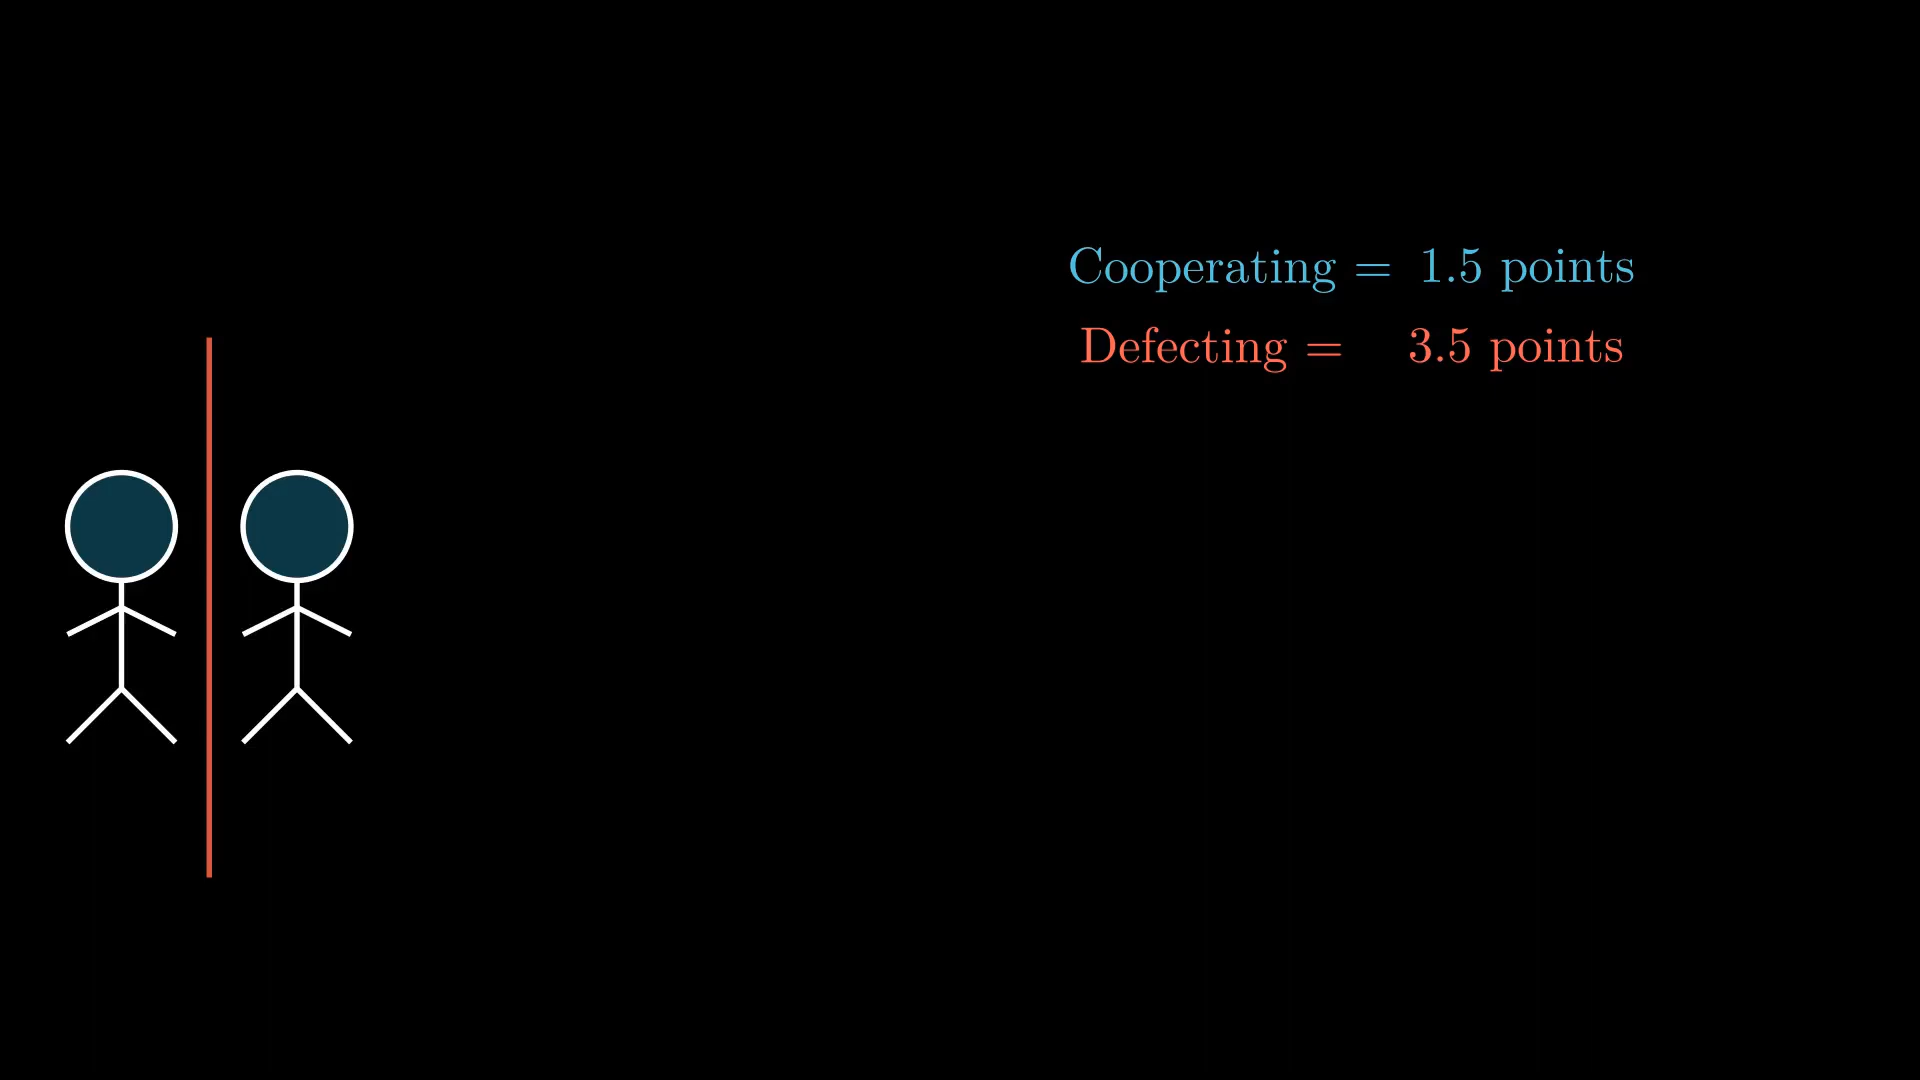 Cooperating = 1.5 points
Defecting = 3.5 points